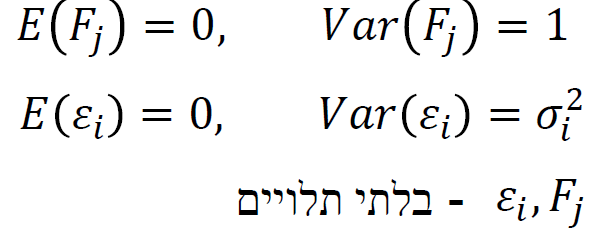 E(F_j) = 0, Var(F_j) = 1
E(ε_i) = 0, Var(ε_i) = σ_i^2
ε_i, F_j - בלתי תלויים